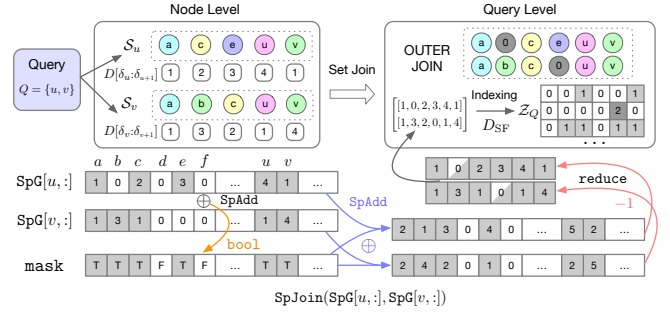 Node Level
Query Level
Query
Q = {u, v}
S_u
a c e u v
D[δ_u:δ_{u+1}]
1 2 3 4 1
S_v
a b c u v
D[δ_v:δ_{v+1}]
1 3 2 1 4
Set Join
OUTER
JOIN
a 0 c e u v
a b c 0 u v
[[1, 0, 2, 3, 4, 1]
[1, 3, 2, 0, 1, 4]]
Indexing
D_SF
Z_Q
0 0 1 0 0 1
0 0 0 0 2 0
0 1 1 0 1 1
...
a b c d e f u v
SpG[u,:]
1 0 2 0 3 0 ... 4 1 ...
⊕ SpAdd
SpG[v,:]
1 3 1 0 0 0 ... 1 4 ...
bool
mask
T T T F T F ... T T ...
SpAdd
⊕
1 0 2 3 4 1
1 3 1 0 1 4
reduce
−1
2 1 3 0 4 0 ... 5 2 ...
2 4 2 0 1 0 ... 2 5 ...
SpJoin(SpG[u,:],SpG[v,:])